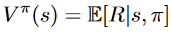 V^π(s) = 𝔼[R|s, π]